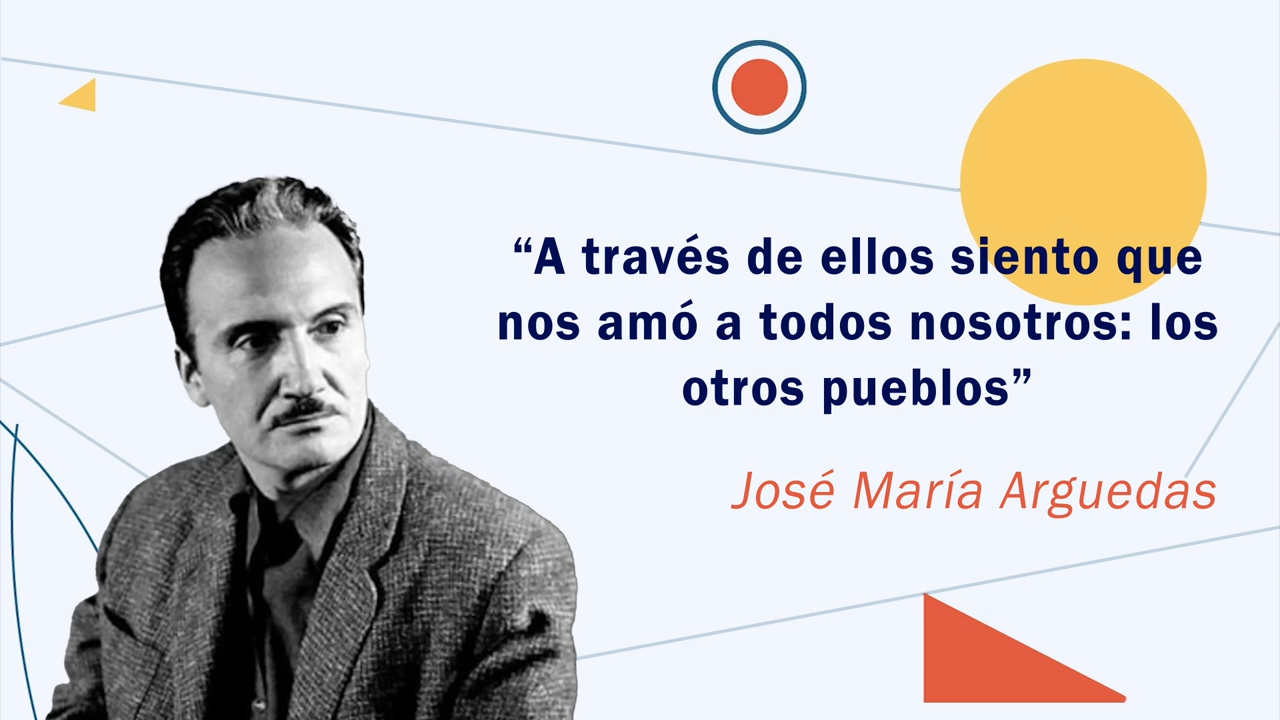 “A través de ellos siento que
nos amó a todos nosotros: los
otros pueblos”
José María Arguedas